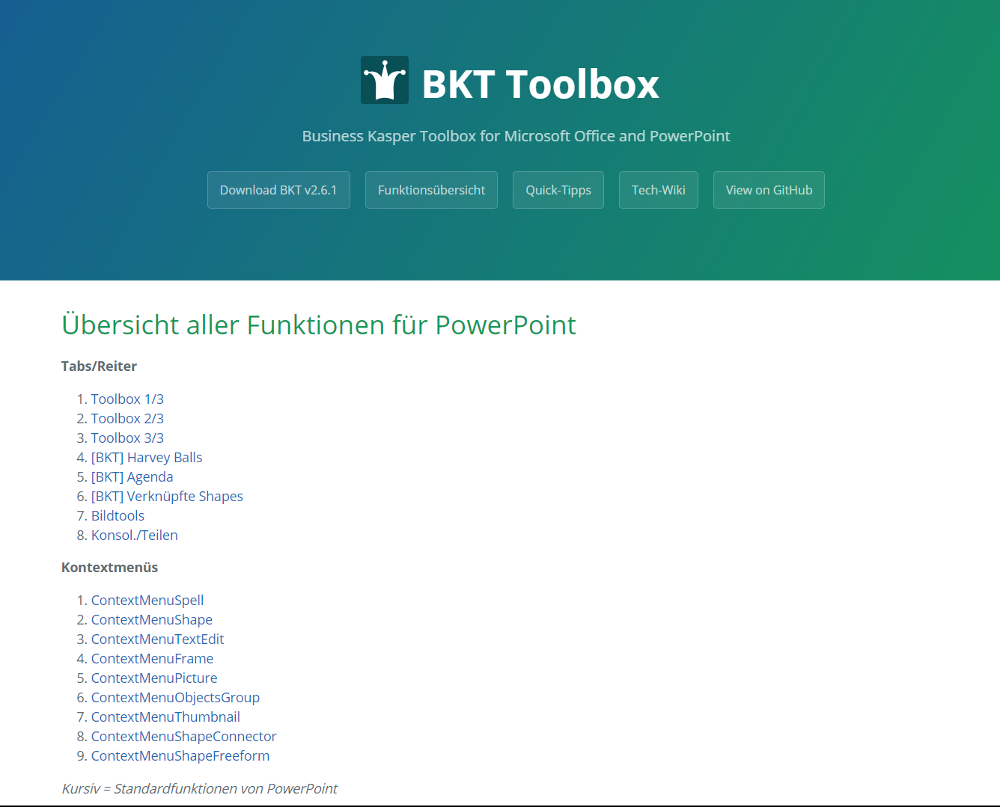 BKT Toolbox
Business Kasper Toolbox for Microsoft Office and PowerPoint
Download BKT v2.6.1
Funktionsübersicht
Quick-Tipps
Tech-Wiki
View on GitHub
Übersicht aller Funktionen für PowerPoint
Tabs/Reiter
1. Toolbox 1/3
2. Toolbox 2/3
3. Toolbox 3/3
4. [BKT] Harvey Balls
5. [BKT] Agenda
6. [BKT] Verknüpfte Shapes
7. Bildtools
8. Konsol./Teilen
Kontextmenüs
1. ContextMenuSpell
2. ContextMenuShape
3. ContextMenuTextEdit
4. ContextMenuFrame
5. ContextMenuPicture
6. ContextMenuObjectsGroup
7. ContextMenuThumbnail
8. ContextMenuShapeConnector
9. ContextMenuShapeFreeform
Kursiv = Standardfunktionen von PowerPoint